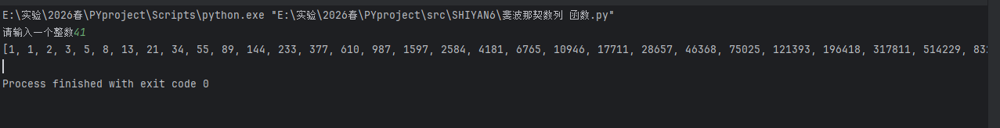 E:\实验\2026春\PYproject\Scripts\python.exe "E:\实验\2026春\PYproject\src\SHIYAN6\斐波那契数列 函数.py"
请输入一个整数41
[1, 1, 2, 3, 5, 8, 13, 21, 34, 55, 89, 144, 233, 377, 610, 987, 1597, 2584, 4181, 6765, 10946, 17711, 28657, 46368, 75025, 121393, 196418, 317811, 514229, 83
Process finished with exit code 0